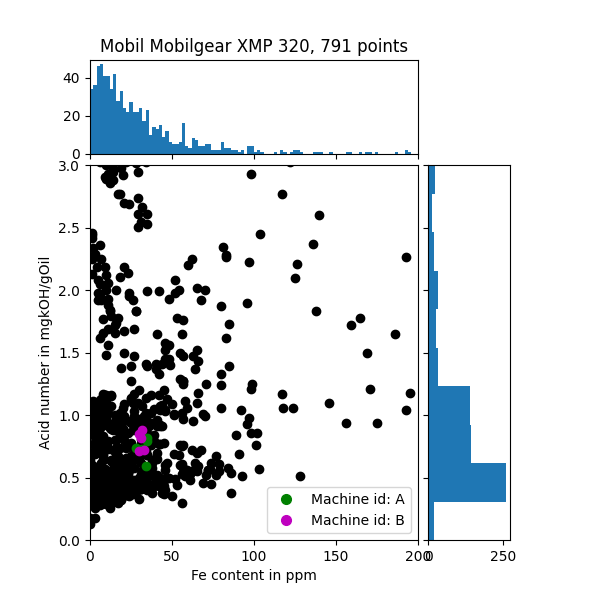 Mobil Mobilgear XMP 320, 791 points
40
20
0
3.0
2.5
2.0
1.5
1.0
0.5
0.0
Acid number in mgkOH/gOil
Machine id: A
Machine id: B
0 50 100 150 200 0 250
Fe content in ppm